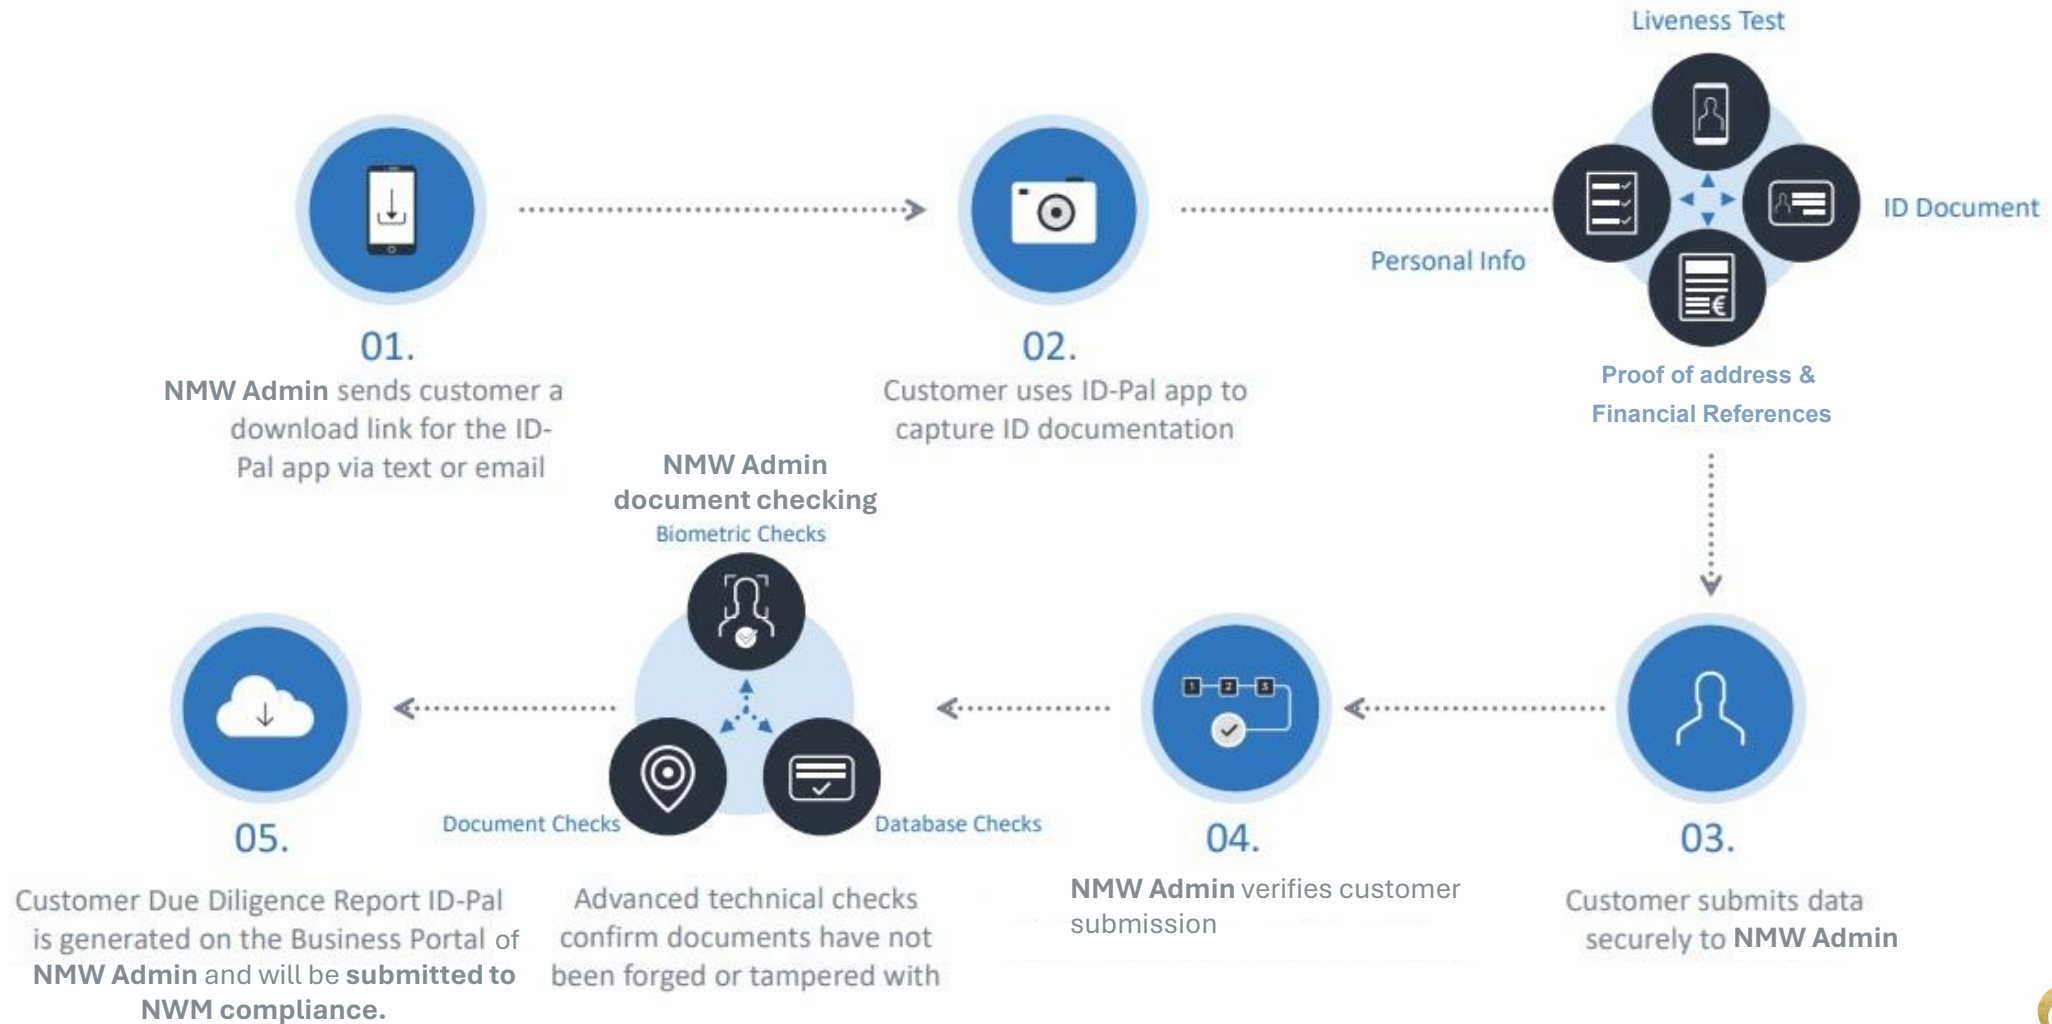 Liveness Test
ID Document
Personal Info
€
Proof of address &
Financial References
01.
NMW Admin sends customer a
download link for the ID-
Pal app via text or email
02.
Customer uses ID-Pal app to
capture ID documentation
03.
Customer submits data
securely to NMW Admin
1 2 3
04.
NMW Admin verifies customer
submission
NMW Admin
document checking
Biometric Checks
Document Checks
Database Checks
Advanced technical checks
confirm documents have not
been forged or tampered with
05.
Customer Due Diligence Report ID-Pal
is generated on the Business Portal of
NMW Admin and will be submitted to
NWM compliance.